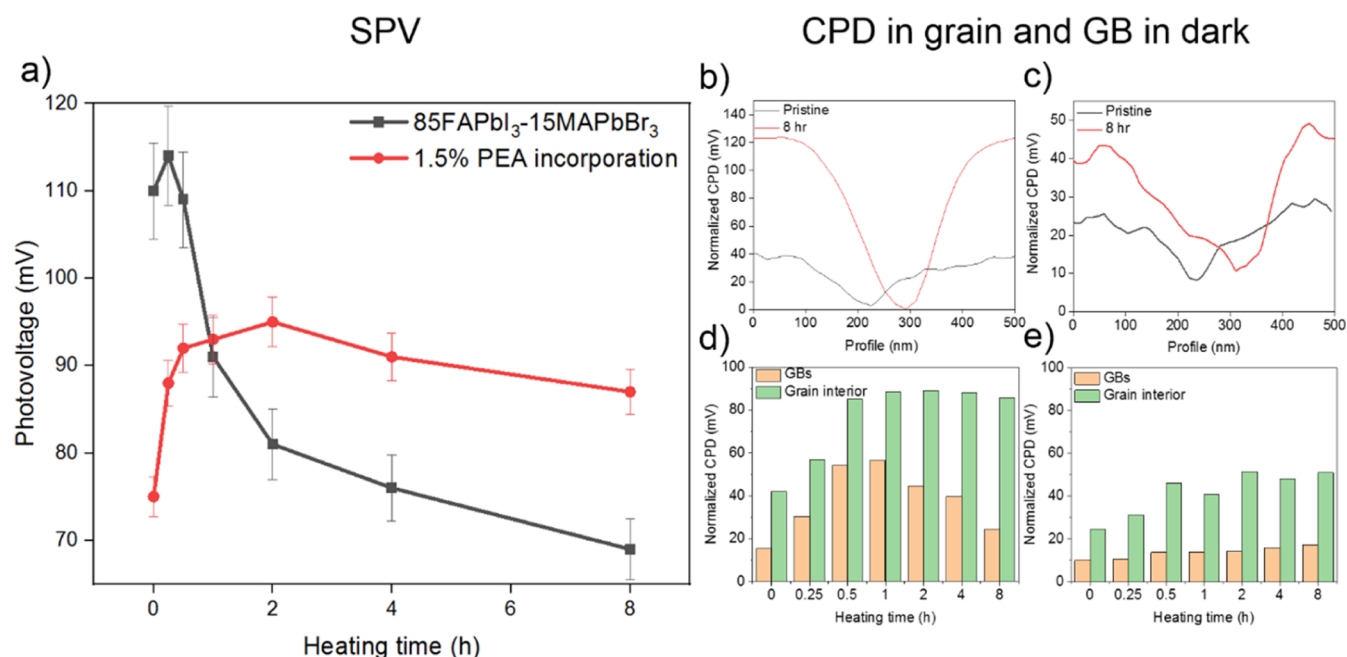 SPV
CPD in grain and GB in dark
a)
120
110
100
90
80
70
Photovoltage (mV)
85FAPbI₃-15MAPbBr₃
1.5% PEA incorporation
0
2
4
6
8
Heating time (h)
b)
140
120
100
80
60
40
20
0
Normalized CPD (mV)
Pristine
8 hr
0
100
200
300
400
500
Profile (nm)
c)
50
40
30
20
10
0
Normalized CPD (mV)
Pristine
8 hr
0
100
200
300
400
500
Profile (nm)
d)
100
80
60
40
20
0
Normalized CPD (mV)
GBs
Grain interior
0
0.25
0.5
1
2
4
8
Heating time (h)
e)
100
80
60
40
20
0
Normalized CPD (mV)
GBs
Grain interior
0
0.25
0.5
1
2
4
8
Heating time (h)